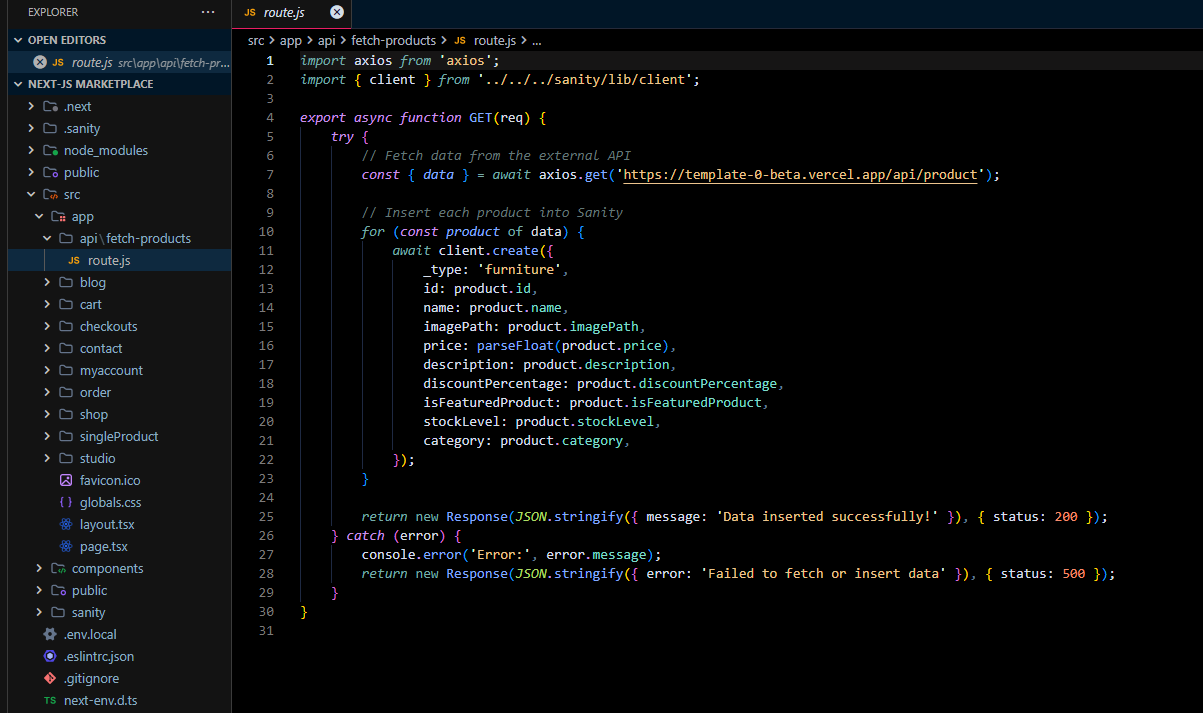 EXPLORER ...
OPEN EDITORS
JS route.js src\app\api\fetch-pr...
NEXT-JS MARKETPLACE
.next
.sanity
node_modules
public
src
app
api\fetch-products
JS route.js
blog
cart
checkouts
contact
myaccount
order
shop
singleProduct
studio
favicon.ico
{ } globals.css
layout.tsx
page.tsx
components
public
sanity
.env.local
.eslintrc.json
.gitignore
TS next-env.d.ts
JS route.js
src > app > api > fetch-products > JS route.js > ...
1 import axios from 'axios';
2 import { client } from '../../../sanity/lib/client';
3
4 export async function GET(req) {
5 try {
6 // Fetch data from the external API
7 const { data } = await axios.get('https://template-0-beta.vercel.app/api/product');
8
9 // Insert each product into Sanity
10 for (const product of data) {
11 await client.create({
12 _type: 'furniture',
13 id: product.id,
14 name: product.name,
15 imagePath: product.imagePath,
16 price: parseFloat(product.price),
17 description: product.description,
18 discountPercentage: product.discountPercentage,
19 isFeaturedProduct: product.isFeaturedProduct,
20 stockLevel: product.stockLevel,
21 category: product.category,
22 });
23 }
24
25 return new Response(JSON.stringify({ message: 'Data inserted successfully!' }), { status: 200 });
26 } catch (error) {
27 console.error('Error:', error.message);
28 return new Response(JSON.stringify({ error: 'Failed to fetch or insert data' }), { status: 500 });
29 }
30 }
31